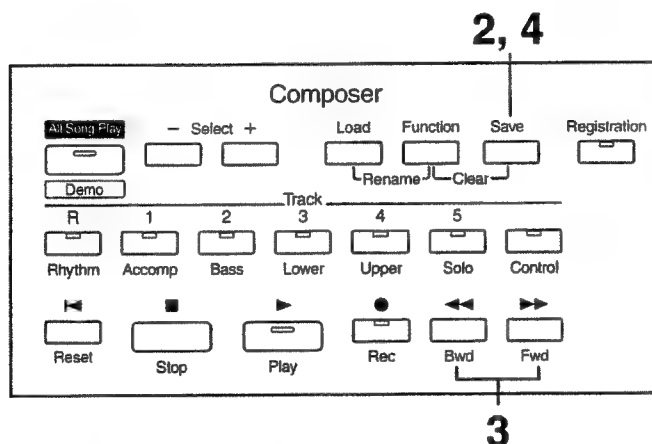 2, 4
Composer
All Song Play
− Select +
Load Function Save Registration
Rename Clear
Demo
Track
R 1 2 3 4 5
Rhythm Accomp Bass Lower Upper Solo Control
Reset Stop Play Rec Bwd Fwd
3